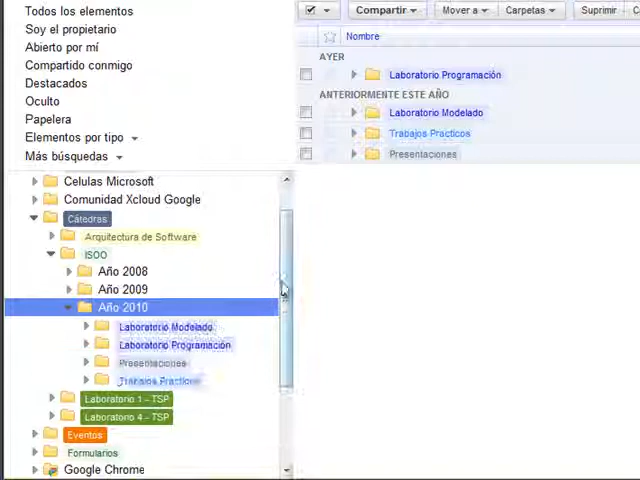 Todos los elementos
Soy el propietario
Abierto por mí
Compartido conmigo
Destacados
Oculto
Papelera
Elementos por tipo
Más búsquedas
Celulas Microsoft
Comunidad Xcloud Google
Cátedras
Arquitectura de Software
ISOO
Año 2008
Año 2009
Año 2010
Laboratorio Modelado
Laboratorio Programación
Presentaciones
Trabajos Practicos
Laboratorio 1 – TSP
Laboratorio 4 – TSP
Eventos
Formularios
Google Chrome
Compartir
Mover a
Carpetas
Suprimir
C
Nombre
AYER
Laboratorio Programación
ANTERIORMENTE ESTE AÑO
Laboratorio Modelado
Trabajos Practicos
Presentaciones